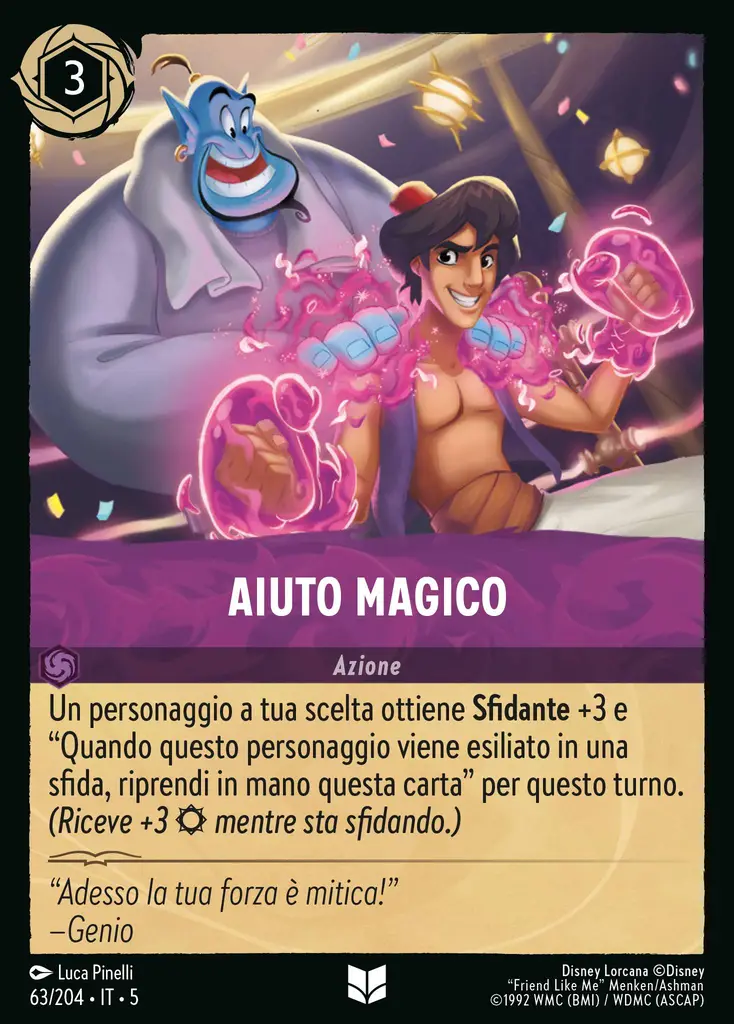 3
AIUTO MAGICO
Azione
Un personaggio a tua scelta ottiene Sfidante +3 e
“Quando questo personaggio viene esiliato in una
sfida, riprendi in mano questa carta” per questo turno.
(Riceve +3 mentre sta sfidando.)
“Adesso la tua forza è mitica!”
–Genio
Luca Pinelli
63/204 • IT • 5
Disney Lorcana ©Disney
“Friend Like Me” Menken/Ashman
©1992 WMC (BMI) / WDMC (ASCAP)